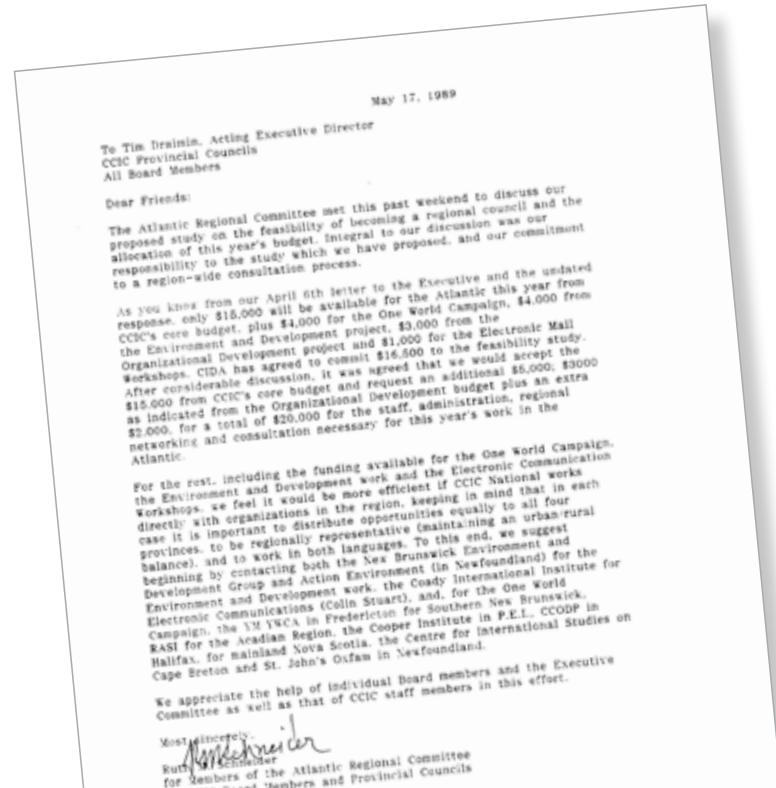 May 17, 1989
To Tim Draimin, Acting Executive Director
CCIC Provincial Councils
All Board Members
Dear Friends:
The Atlantic Regional Committee met this past weekend to discuss our
proposed study on the feasibility of becoming a regional council and the
allocation of this year's budget. Integral to our discussion was our
responsibility to the study which we have proposed, and our commitment
to a region-wide consultation process.
As you know from our April 6th letter to the Executive and the undated
response, only $15,000 will be available for the Atlantic this year from
CCIC's core budget, plus $4,000 for the One World Campaign, $4,000 from
the Environment and Development project, $3,000 from the
Organizational Development project and $1,000 for the Electronic Mail
Workshops. CIDA has agreed to commit $16,500 to the feasibility study.
After considerable discussion, it was agreed that we would accept the
$15,000 from CCIC's core budget and request an additional $5,000; $3000
as indicated from the Organizational Development budget plus an extra
$2,000, for a total of $20,000 for the staff, administration, regional
networking and consultation necessary for this year's work in the
Atlantic.
For the rest, including the funding available for the One World Campaign,
the Environment and Development work and the Electronic Communication
Workshops, we feel it would be more efficient if CCIC National works
directly with organizations in the region, keeping in mind that in each
case it is important to distribute opportunities equally to all four
provinces, to be regionally representative (maintaining an urban/rural
balance), and to work in both languages. To this end, we suggest
beginning by contacting both the New Brunswick Environment and
Development Group and Action Environment (in Newfoundland) for the
Environment and Development work, the Coady International Institute for
Electronic Communications (Colin Stuart), and, for the One World
Campaign, the YM YWCA in Fredericton for Southern New Brunswick,
RASI for the Acadian Region, the Cooper Institute in P.E.I., CCODP in
Halifax, for mainland Nova Scotia, the Centre for International Studies on
Cape Breton and St. John's Oxfam in Newfoundland.
We appreciate the help of individual Board members and the Executive
Committee as well as that of CCIC staff members in this effort.
Most sincerely,
Schneider
for Members of the Atlantic Regional Committee
Board Members and Provincial Councils